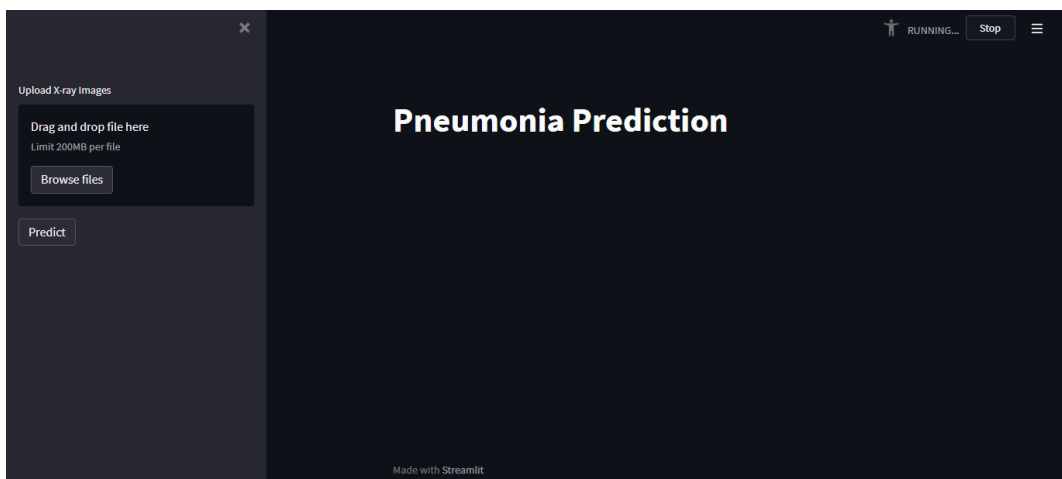 RUNNING...
Stop
Upload X-ray Images
Drag and drop file here
Limit 200MB per file
Browse files
Predict
Pneumonia Prediction
Made with Streamlit